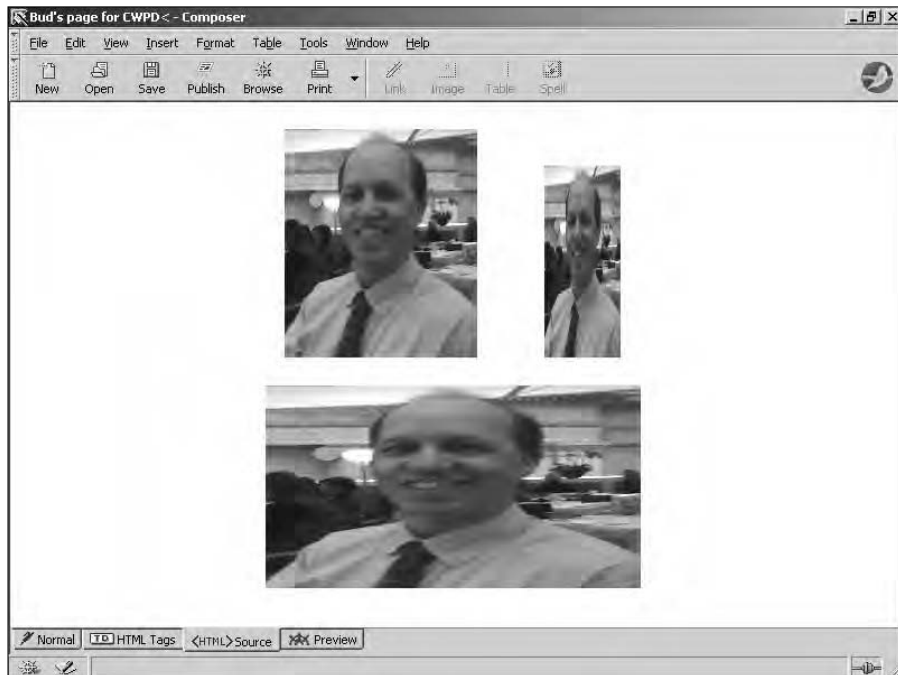 Bud's page for CWPD< - Composer
File Edit View Insert Format Table Tools Window Help
New Open Save Publish Browse Print Link Image Table Spell
Normal TD HTML Tags <HTML> Source Preview